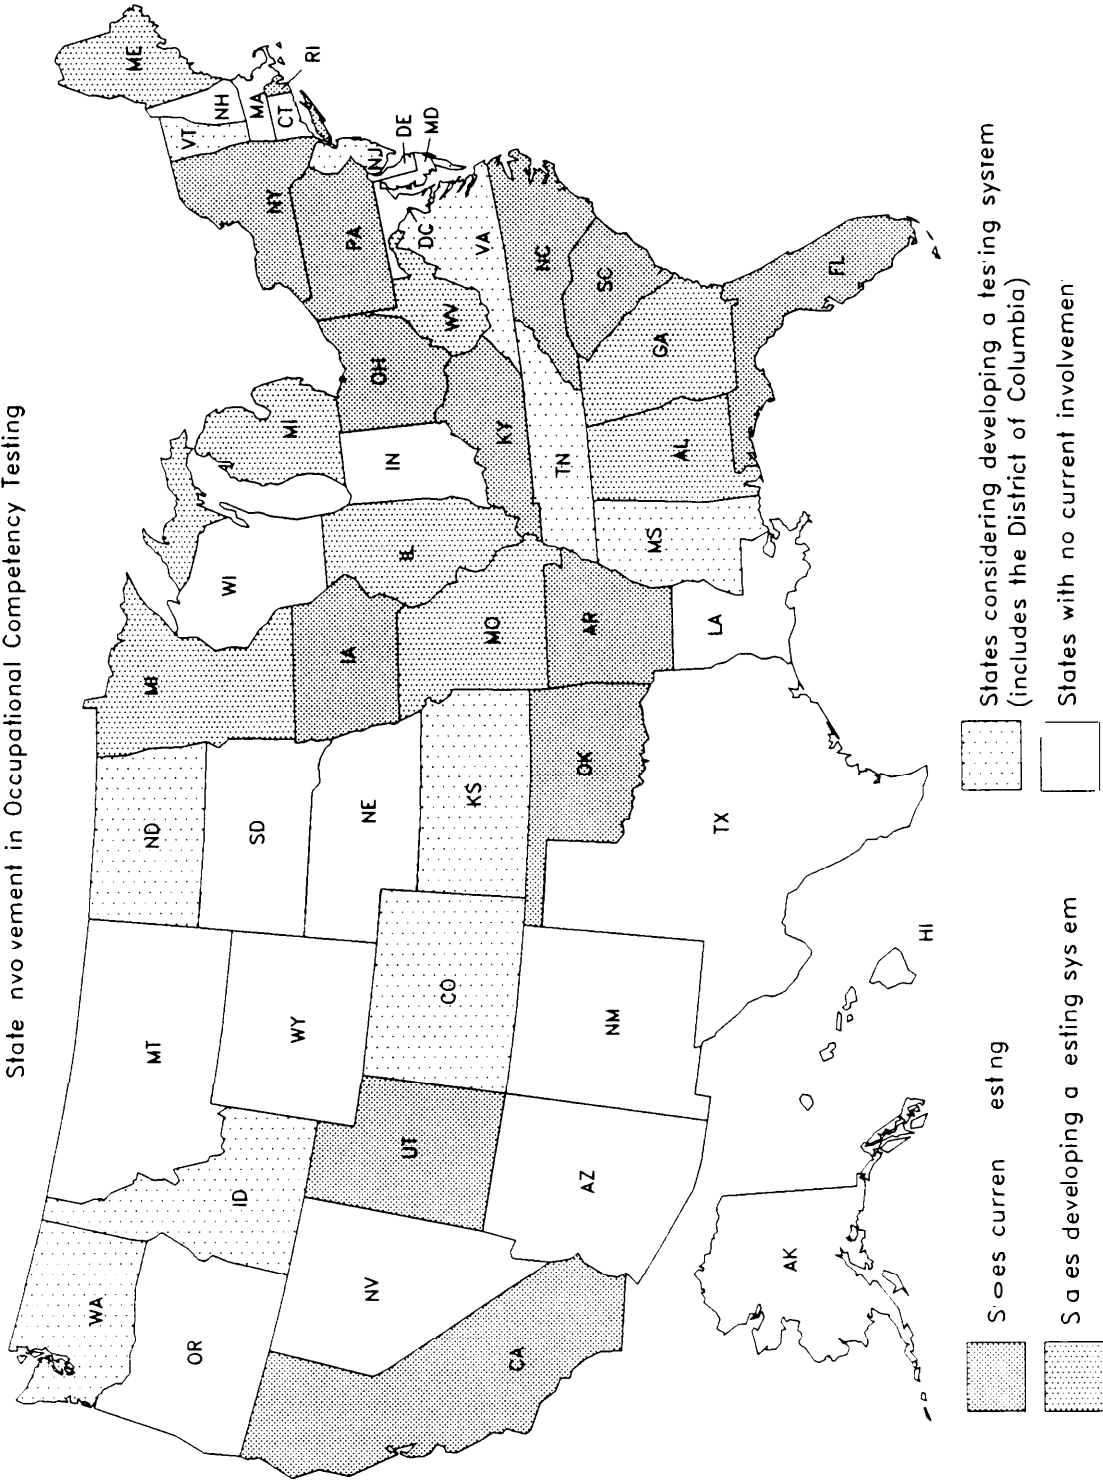 State nvo vement in Occupational Competency Testing
WA
OR
CA
NV
ID
MT
WY
UT
AZ
CO
NM
ND
SD
NE
KS
OK
TX
MI
IA
MO
AR
LA
WI
IL
MI
IN
OH
KY
TN
MS
AL
GA
FL
SC
NC
VA
WV
DC
PA
NY
NJ
DE
MD
VT
NH
MA
CT
RI
ME
AK
HI
curren esting
S a es developing a esting sys em
States considering developing a tes ing system
(includes the District of Columbia)
States with no current involvemen